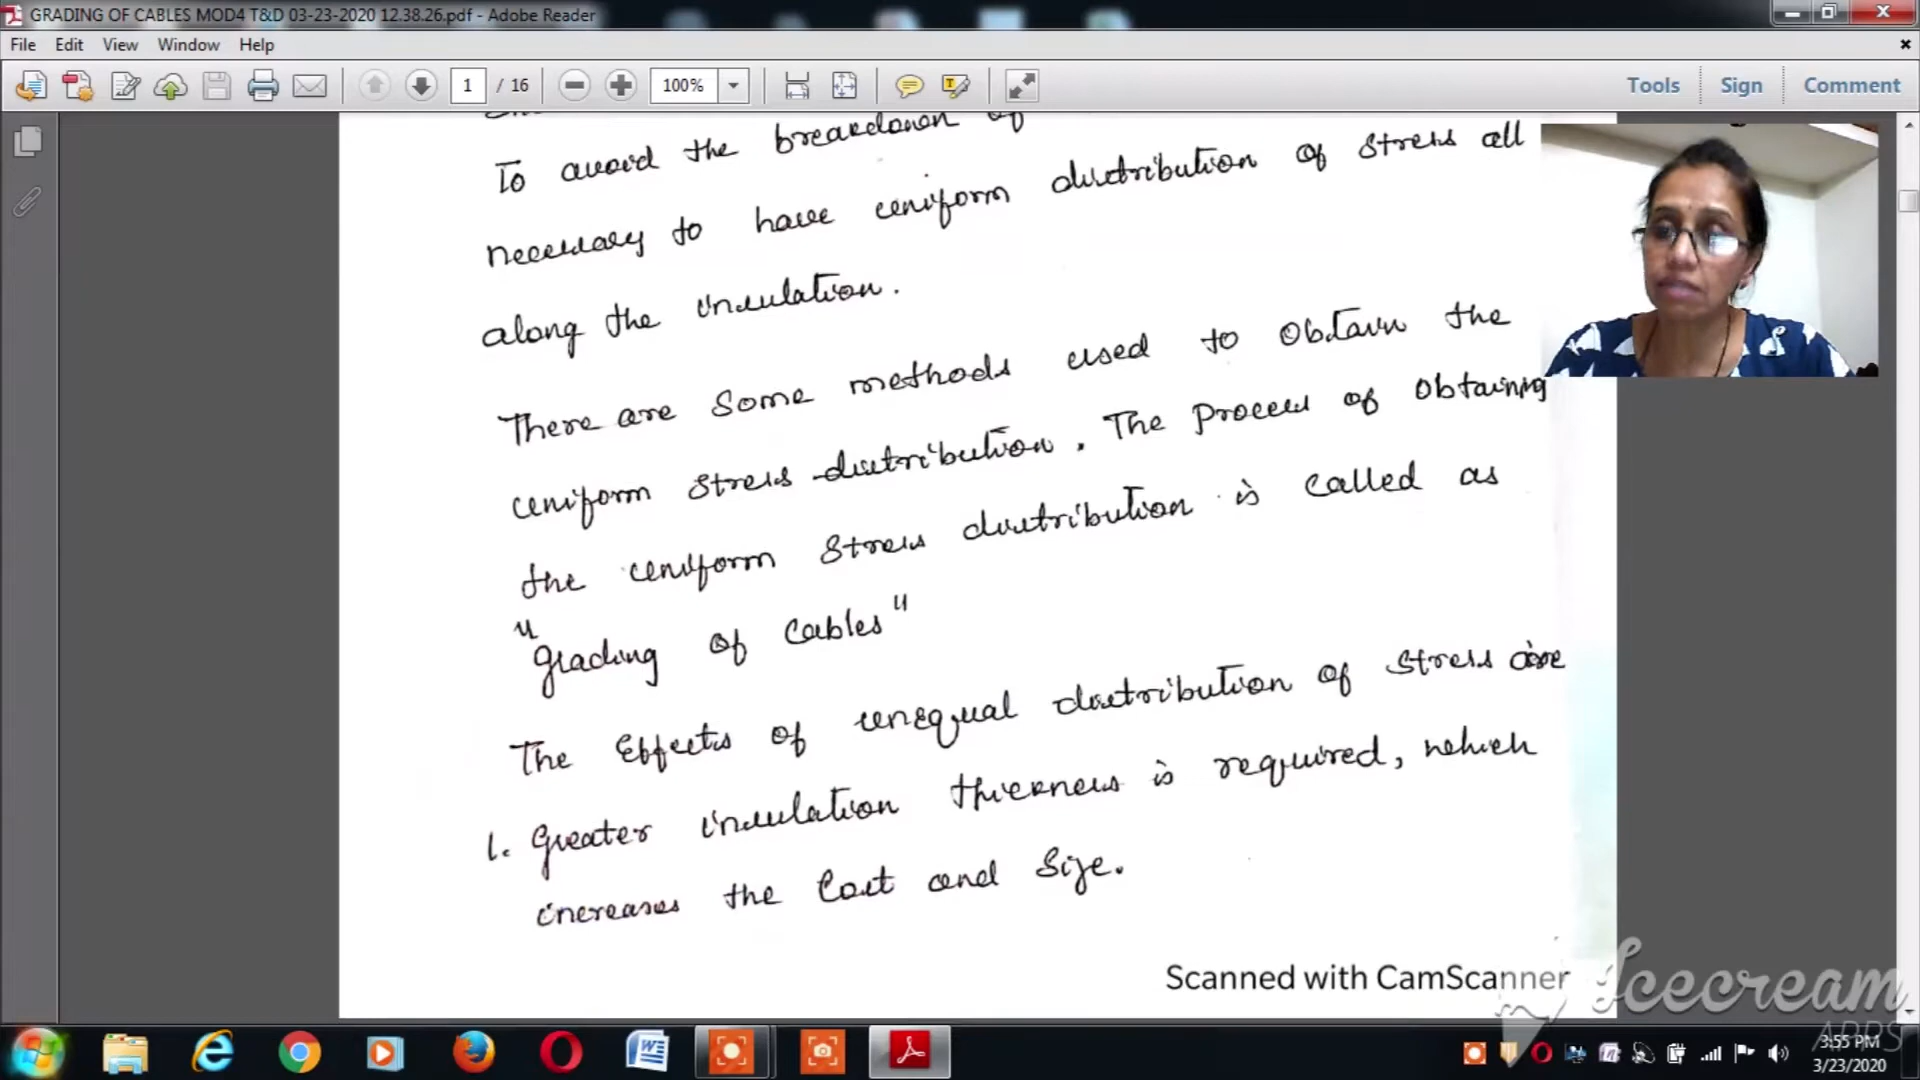 GRADING OF CABLES MOD4 T&D 03-23-2020 12.38.26.pdf - Adobe Reader
File Edit View Window Help
1 / 16 100% Tools Sign Comment
To avoid the breakdown of
necessary to have uniform distribution of stress all
along the insulation.
There are some methods used to obtain the
uniform stress distribution. The process of obtaining
the uniform stress distribution is called as
"grading of cables"
The Effects of unequal distribution of stress are
1. Greater insulation thickness is required, which
increases the cost and size.
Scanned with CamScanner
Icecream
APPS
3:55 PM
3/23/2020